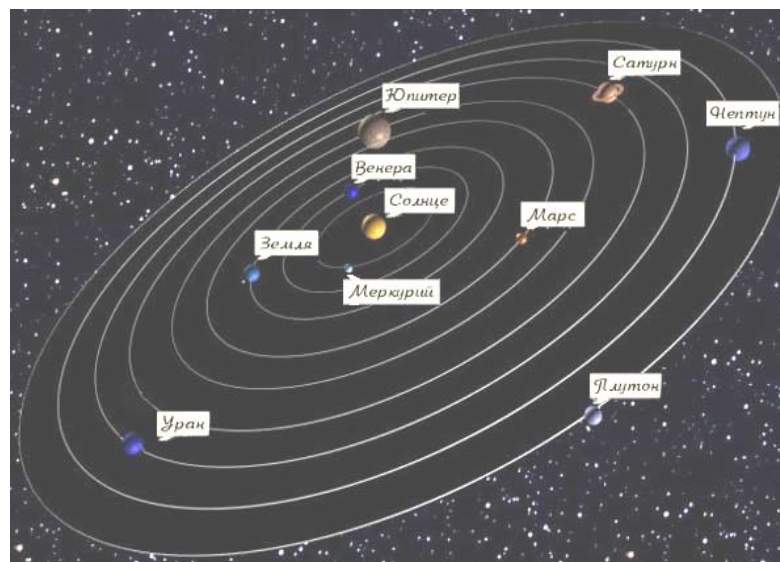 Сатурн
Юпитер
Нептун
Венера
Солнце
Марс
Земля
Меркурий
Плутон
Уран